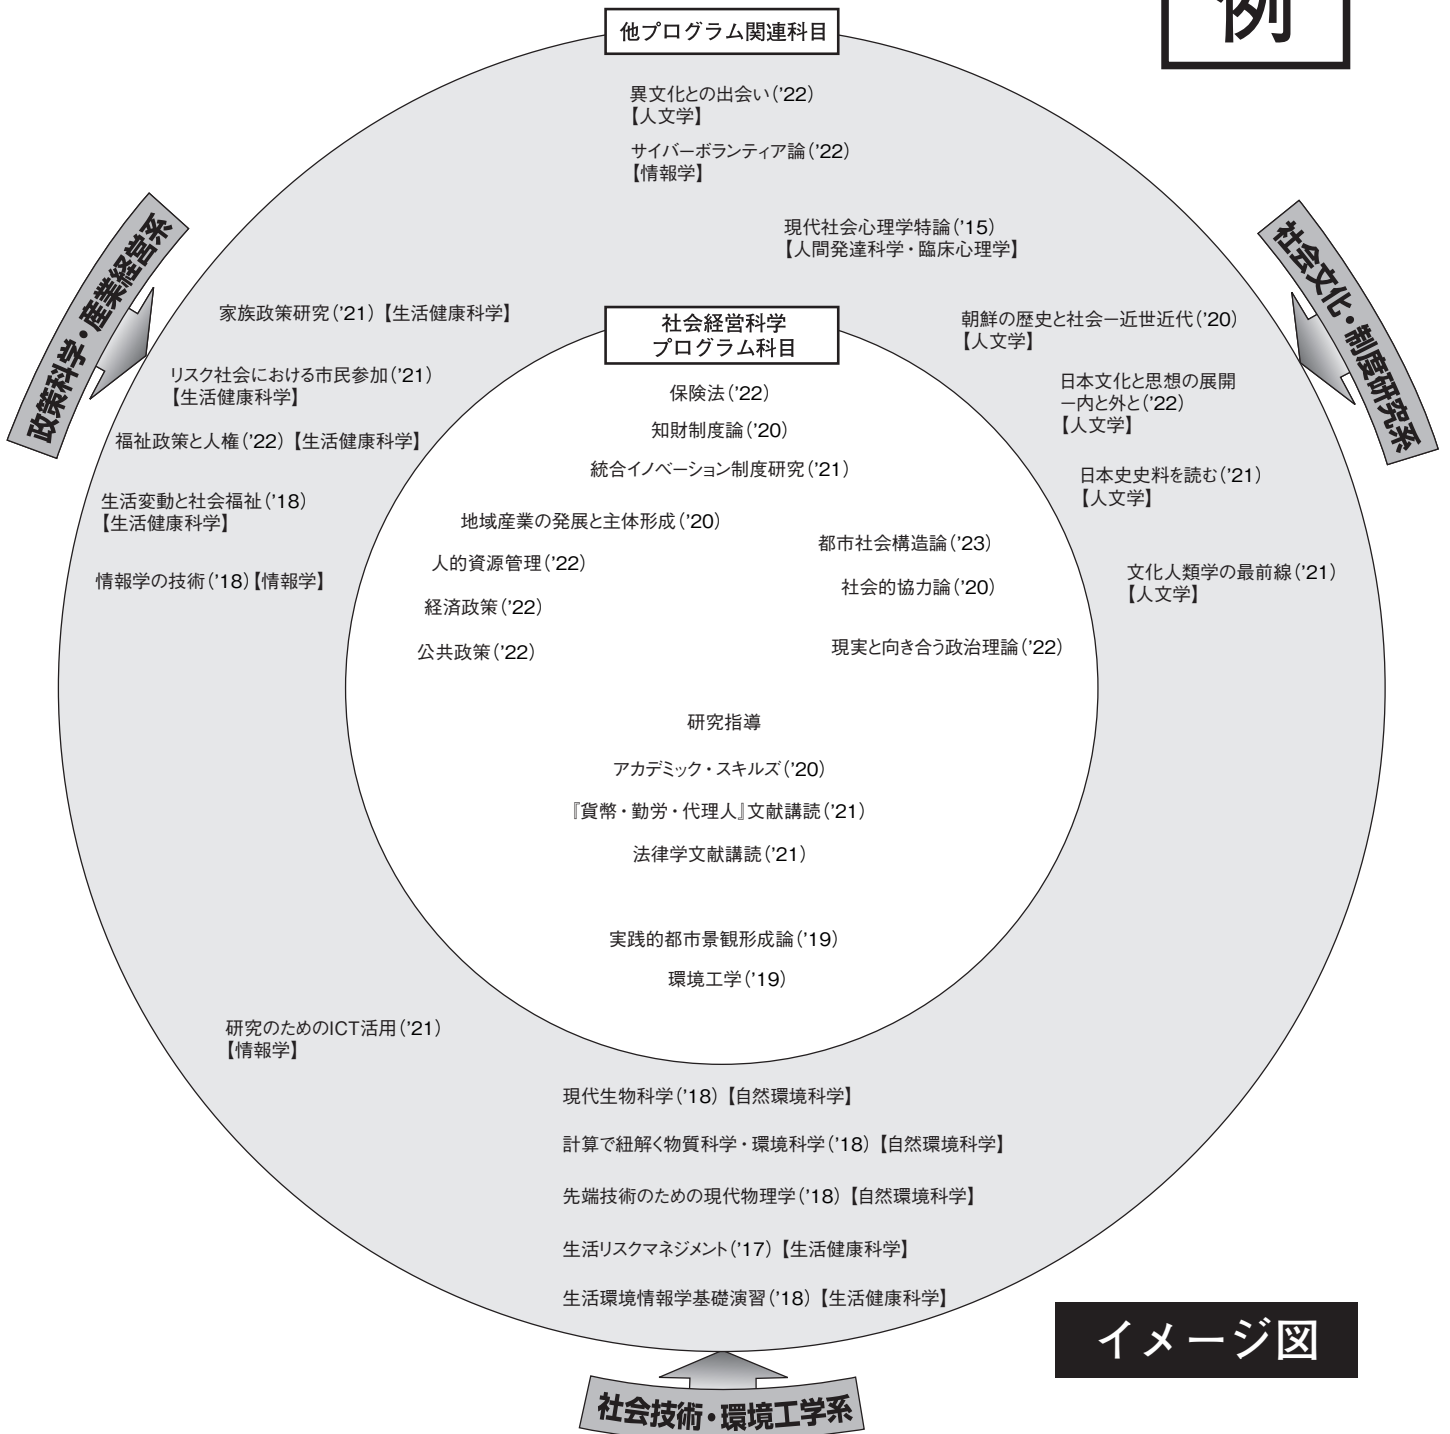 例
他プログラム関連科目
異文化との出会い('22)
【人文学】
サイバーボランティア論('22)
【情報学】
現代社会心理学特論('15)
【人間発達科学・臨床心理学】
政策科学・産業経営系
社会文化・制度研究系
家族政策研究('21)【生活健康科学】
リスク社会における市民参加('21)
【生活健康科学】
福祉政策と人権('22)【生活健康科学】
生活変動と社会福祉('18)
【生活健康科学】
情報学の技術('18)【情報学】
朝鮮の歴史と社会ー近世近代('20)
【人文学】
日本文化と思想の展開
ー内と外と('22)
【人文学】
日本史史料を読む('21)
【人文学】
文化人類学の最前線('21)
【人文学】
社会経営科学
プログラム科目
保険法('22)
知財制度論('20)
統合イノベーション制度研究('21)
地域産業の発展と主体形成('20)
人的資源管理('22)
経済政策('22)
公共政策('22)
都市社会構造論('23)
社会的協力論('20)
現実と向き合う政治理論('22)
研究指導
アカデミック・スキルズ('20)
『貨幣・勤労・代理人』文献講読('21)
法律学文献講読('21)
実践的都市景観形成論('19)
環境工学('19)
研究のためのICT活用('21)
【情報学】
現代生物科学('18)【自然環境科学】
計算で紐解く物質科学・環境科学('18)【自然環境科学】
先端技術のための現代物理学('18)【自然環境科学】
生活リスクマネジメント('17)【生活健康科学】
生活環境情報学基礎演習('18)【生活健康科学】
イメージ図
社会技術・環境工学系